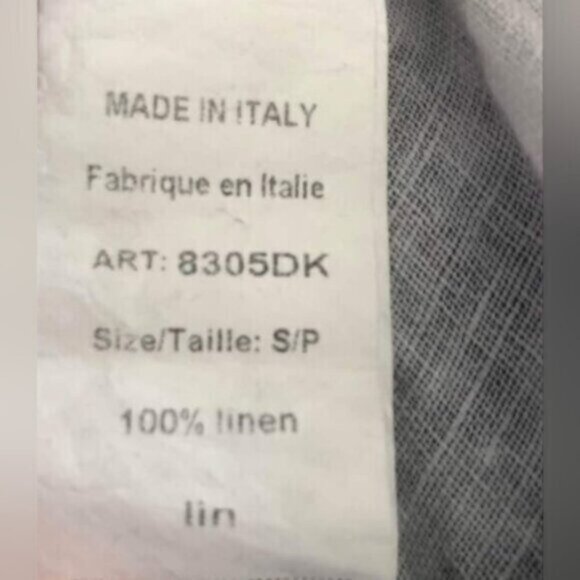 MADE IN ITALY
Fabrique en Italie
ART: 8305DK
Size/Taille: S/P
100% linen
lin